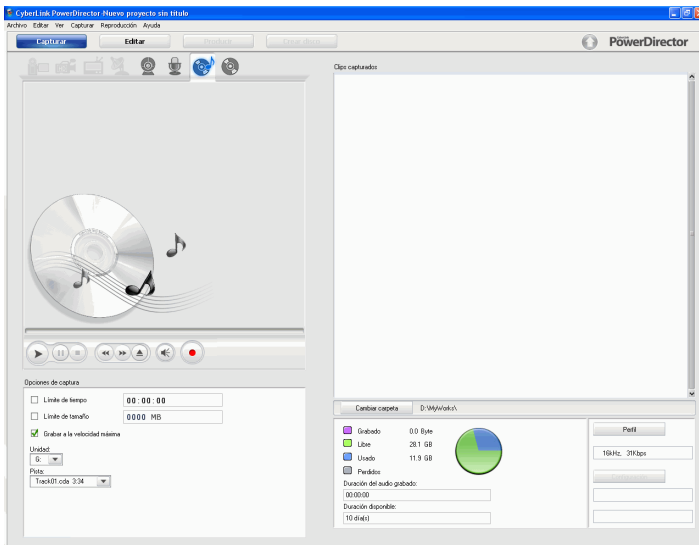 CyberLink PowerDirector-Nuevo proyecto sin título
Archivo Editar Ver Capturar Reproducción Ayuda
Capturar Editar Producir Crear disco
PowerDirector
Clips capturados
Opciones de captura
Límite de tiempo 00:00:00
Límite de tamaño 0000 MB
Grabar a la velocidad máxima
Unidad:
G:
Pista:
Track01.cda 3:34
Cambiar carpeta D:\MyWorks\
Grabado 0.0 Byte
Libre 28.1 GB
Usado 11.9 GB
Perdidos
Duración del audio grabado:
00:00:00
Duración disponible:
10 día(s)
Perfil
16kHz, 31Kbps